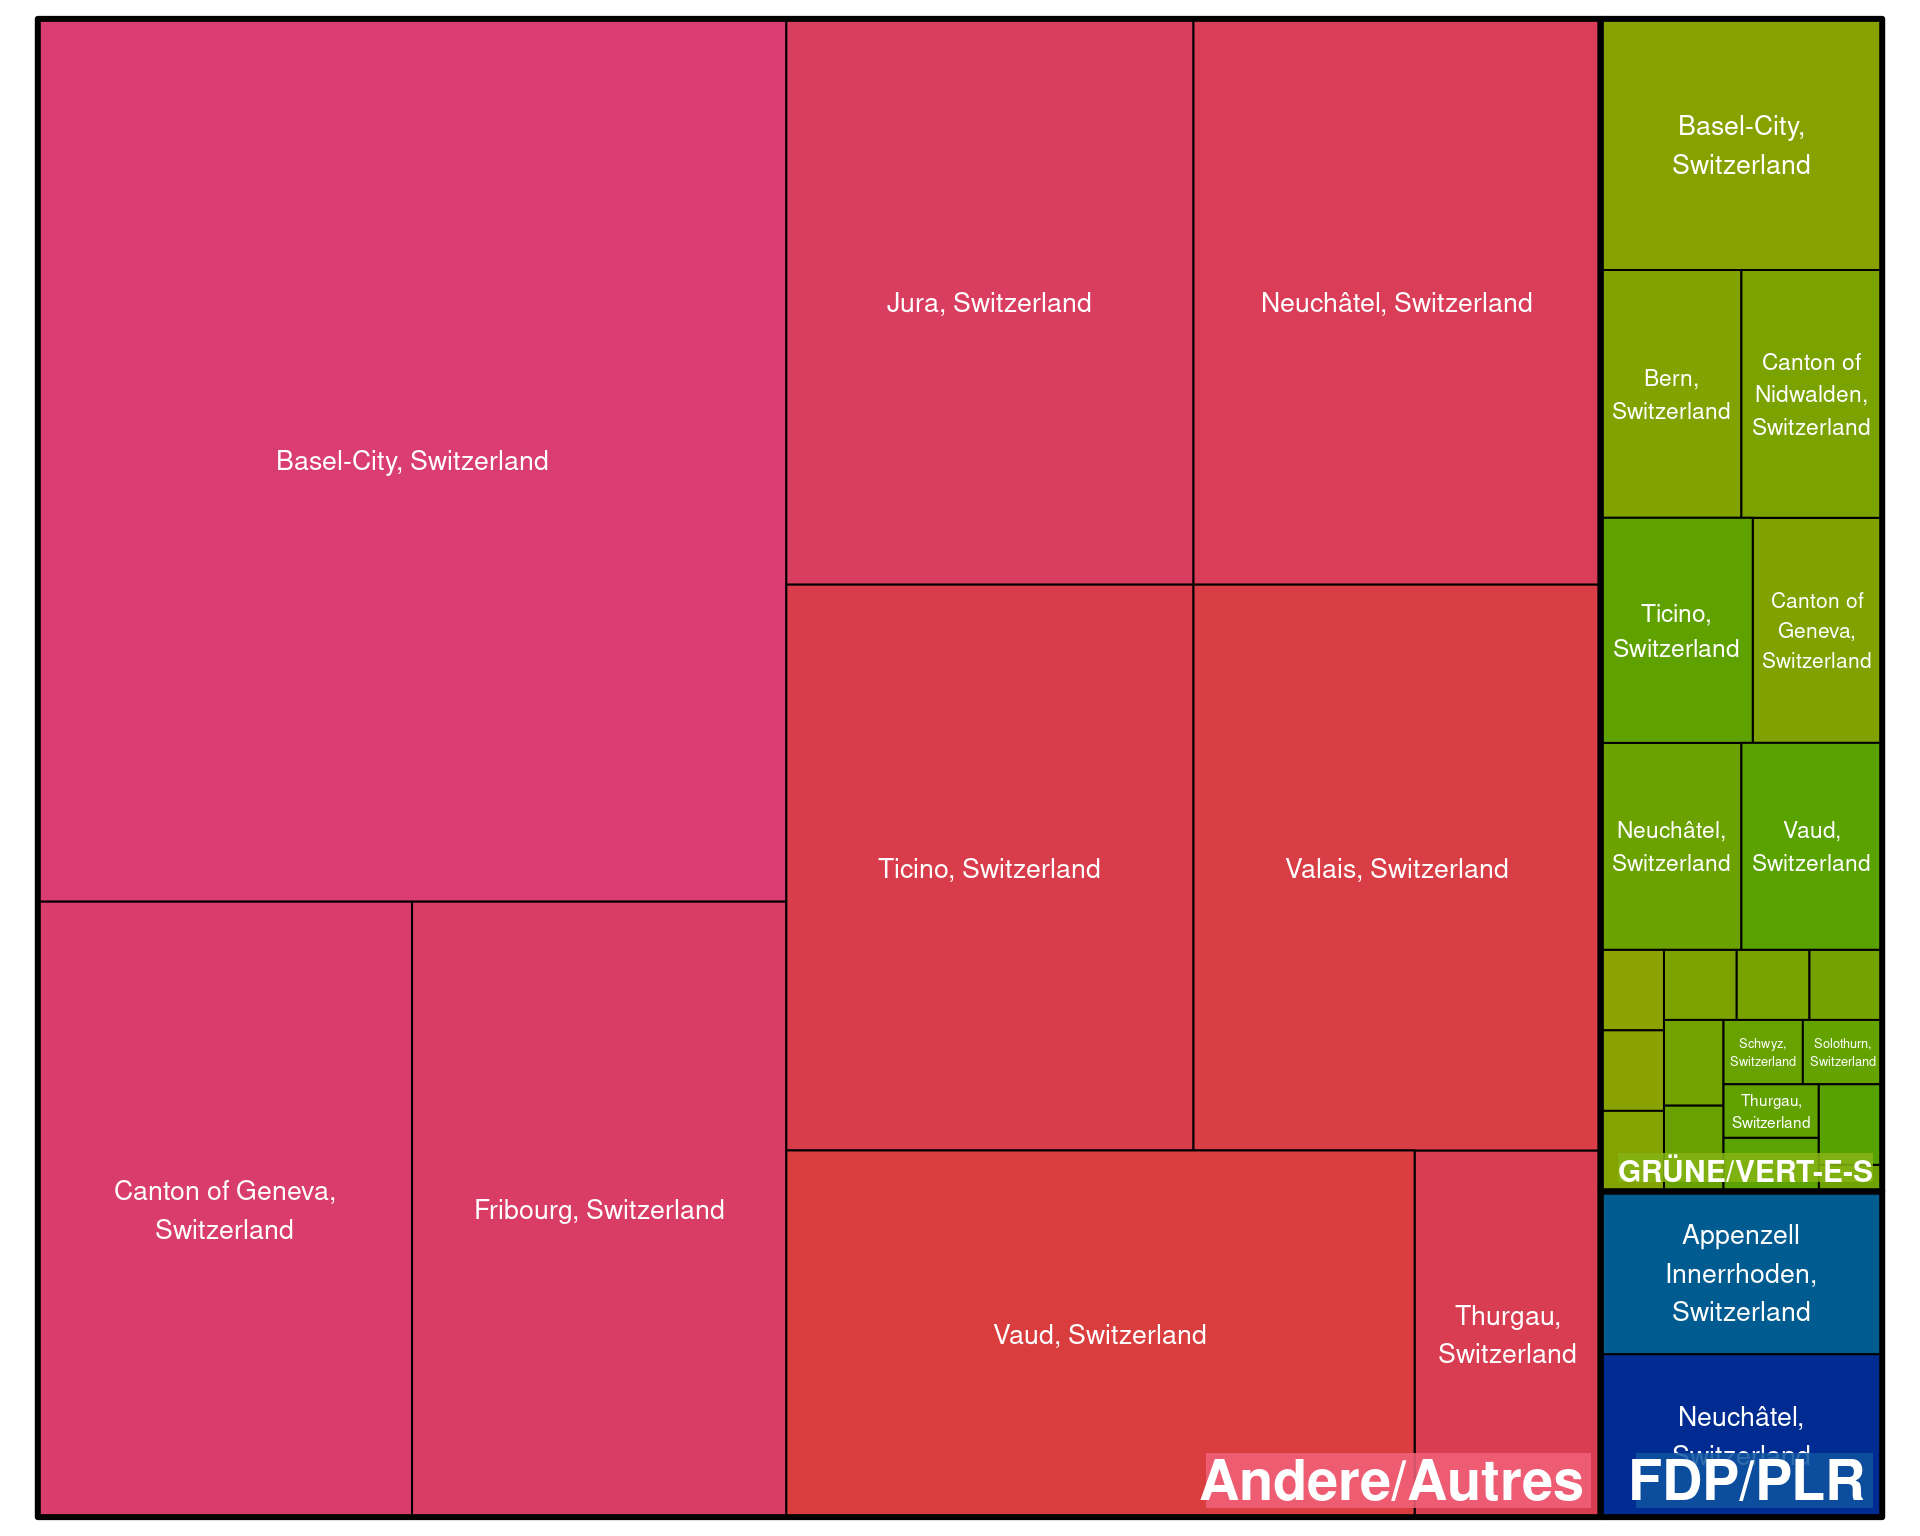 Basel-City, Switzerland
Canton of Geneva,
Switzerland
Fribourg, Switzerland
Jura, Switzerland
Neuchâtel, Switzerland
Ticino, Switzerland
Valais, Switzerland
Vaud, Switzerland
Thurgau,
Switzerland
Andere/Autres
Basel-City,
Switzerland
Bern,
Switzerland
Canton of
Nidwalden,
Switzerland
Ticino,
Switzerland
Canton of
Geneva,
Switzerland
Neuchâtel,
Switzerland
Vaud,
Switzerland
Schwyz,
Switzerland
Solothurn,
Switzerland
Thurgau,
Switzerland
GRÜNE/VERT-E-S
Appenzell
Innerrhoden,
Switzerland
Neuchâtel,
Switzerland
FDP/PLR